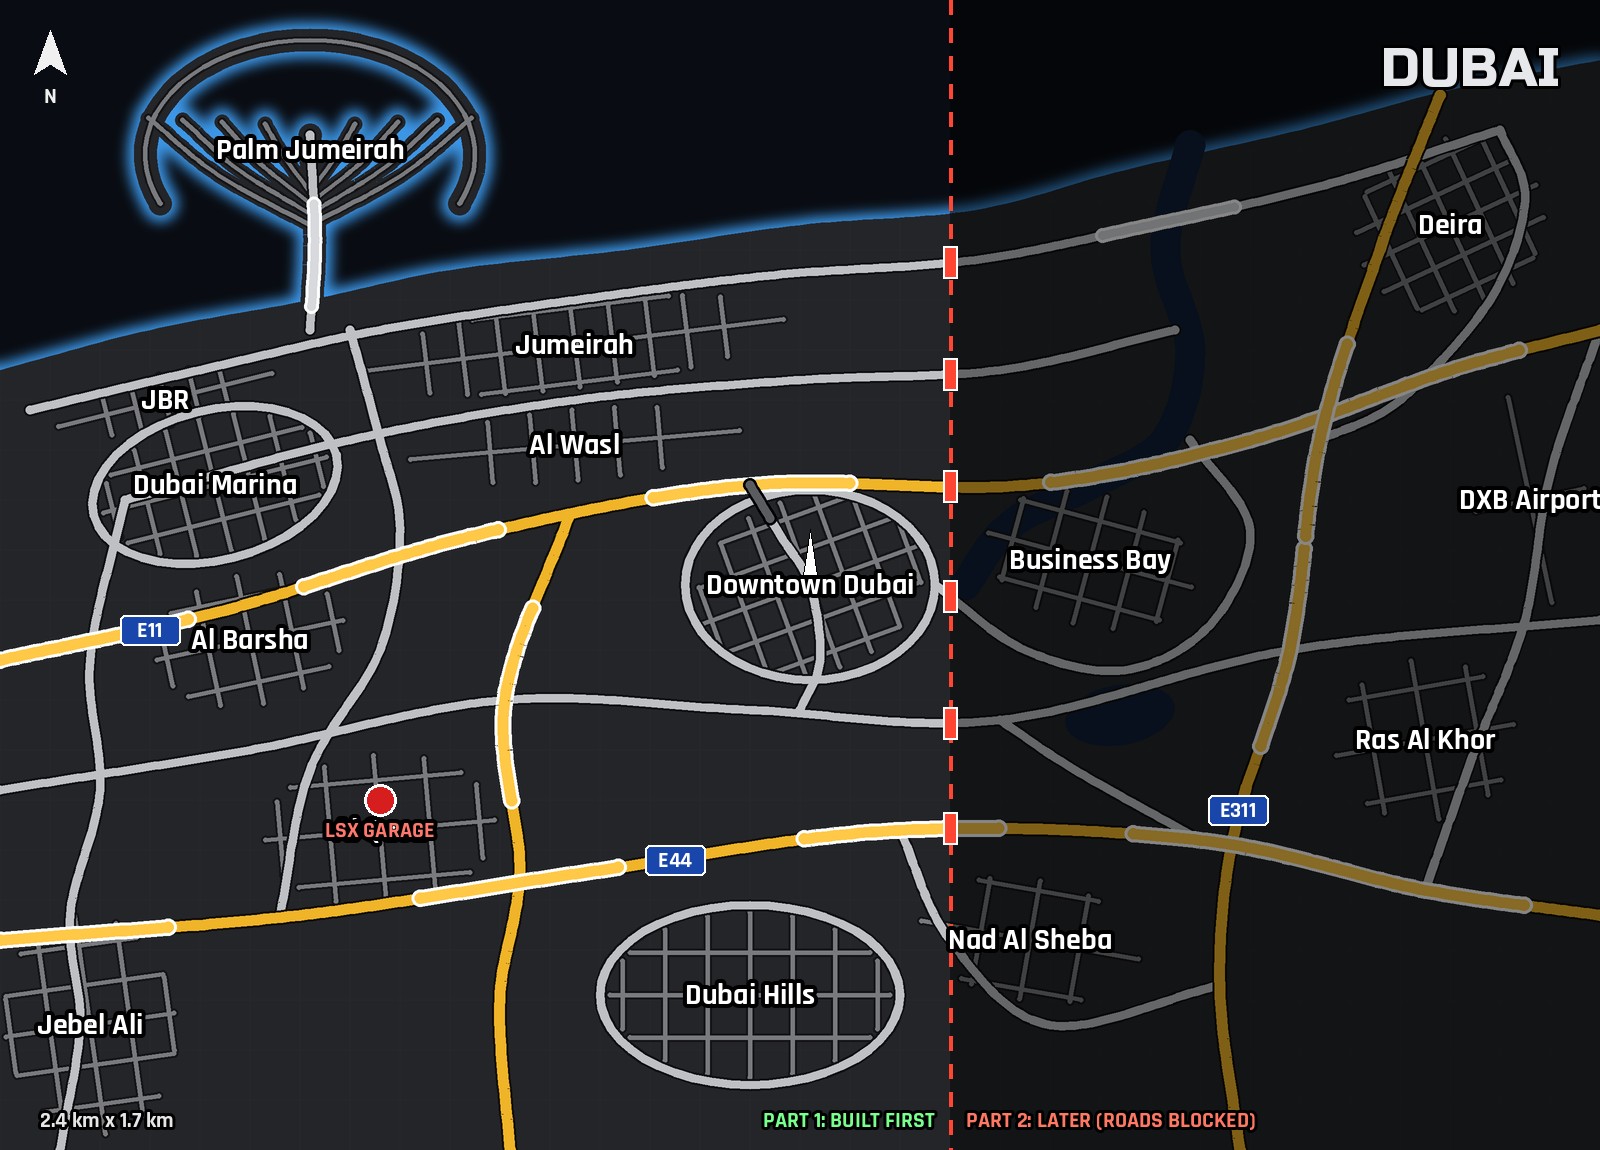 DUBAI
N
Palm Jumeirah
Deira
Jumeirah
JBR
Al Wasl
Dubai Marina
DXB Airport
Business Bay
Downtown Dubai
E11
Al Barsha
Ras Al Khor
E311
LSX GARAGE
E44
Nad Al Sheba
Dubai Hills
Jebel Ali
2.4 km x 1.7 km
PART 1: BUILT FIRST
PART 2: LATER (ROADS BLOCKED)